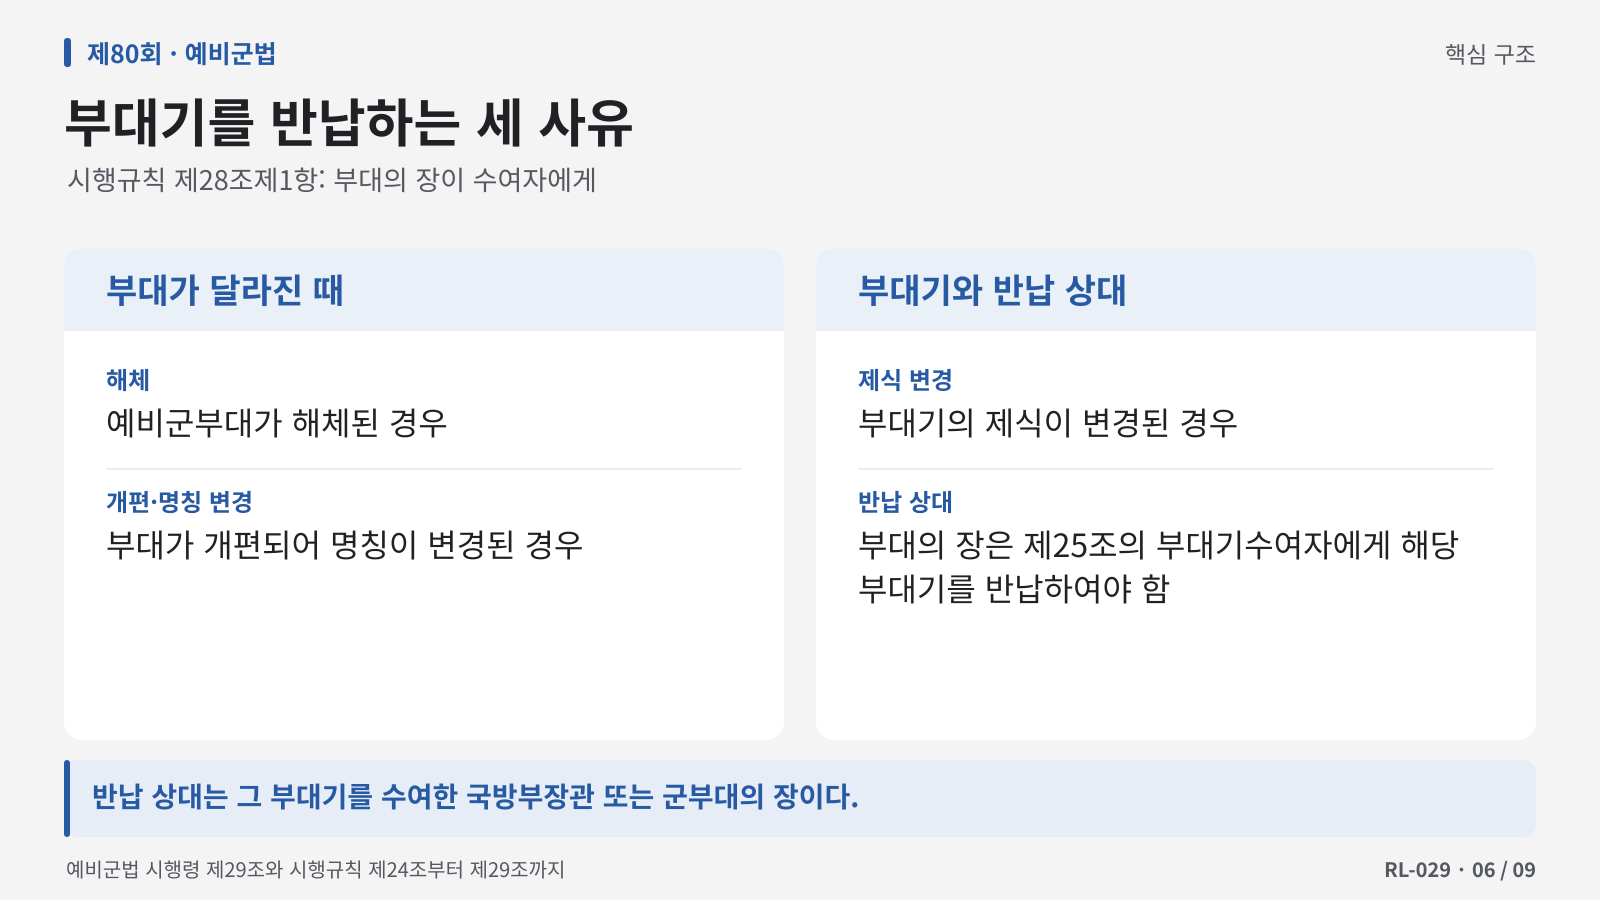 제80회 · 예비군법
핵심 구조
부대기를 반납하는 세 사유
시행규칙 제28조제1항: 부대의 장이 수여자에게
부대가 달라진 때
해체
예비군부대가 해체된 경우
개편·명칭 변경
부대가 개편되어 명칭이 변경된 경우
부대기와 반납 상대
제식 변경
부대기의 제식이 변경된 경우
반납 상대
부대의 장은 제25조의 부대기수여자에게 해당
부대기를 반납하여야 함
반납 상대는 그 부대기를 수여한 국방부장관 또는 군부대의 장이다.
예비군법 시행령 제29조와 시행규칙 제24조부터 제29조까지
RL-029 · 06 / 09